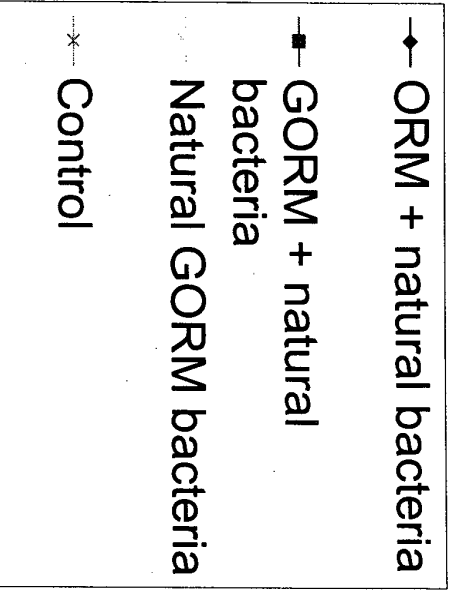 ORM + natural bacteria
GORM + natural
bacteria
Natural GORM bacteria
Control